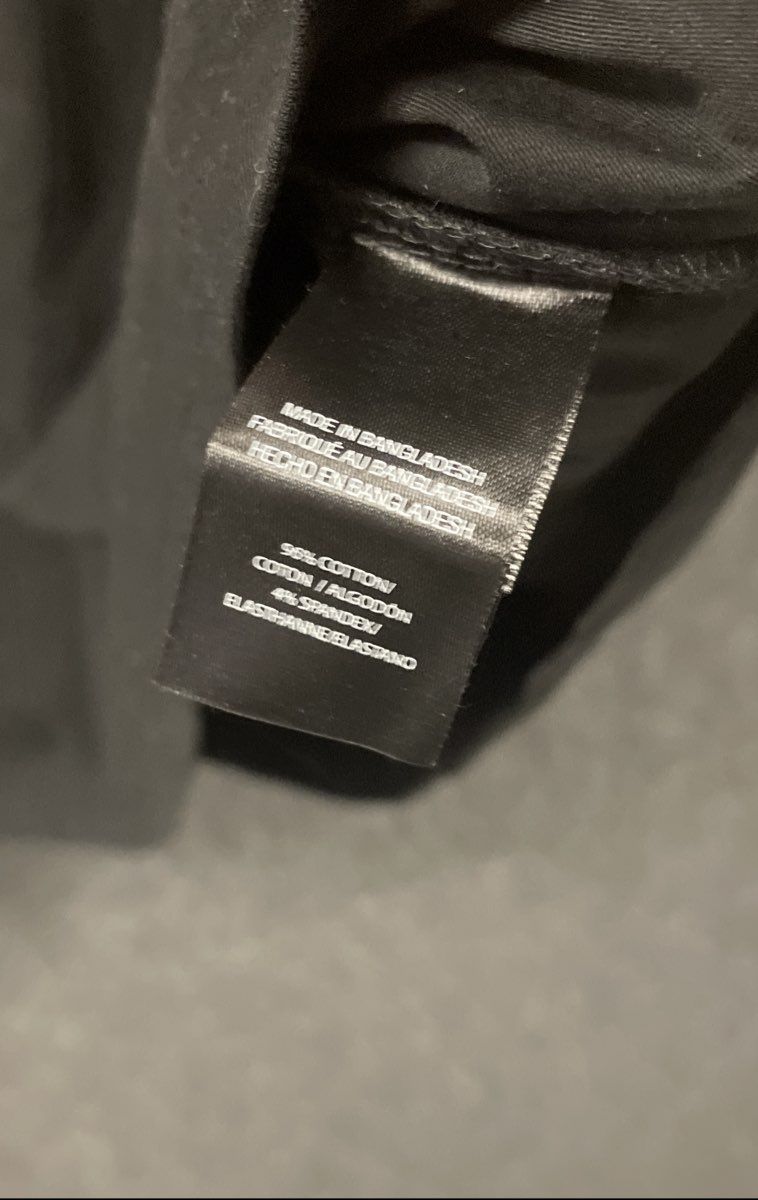 MADE IN BANGLADESH
FABRIQUÉ AU BANGLADESH
HECHO EN BANGLADESH
96% COTTON/
COTON / ALGODÓN
4% SPANDEX/
ELASTHANNE/ELASTANO